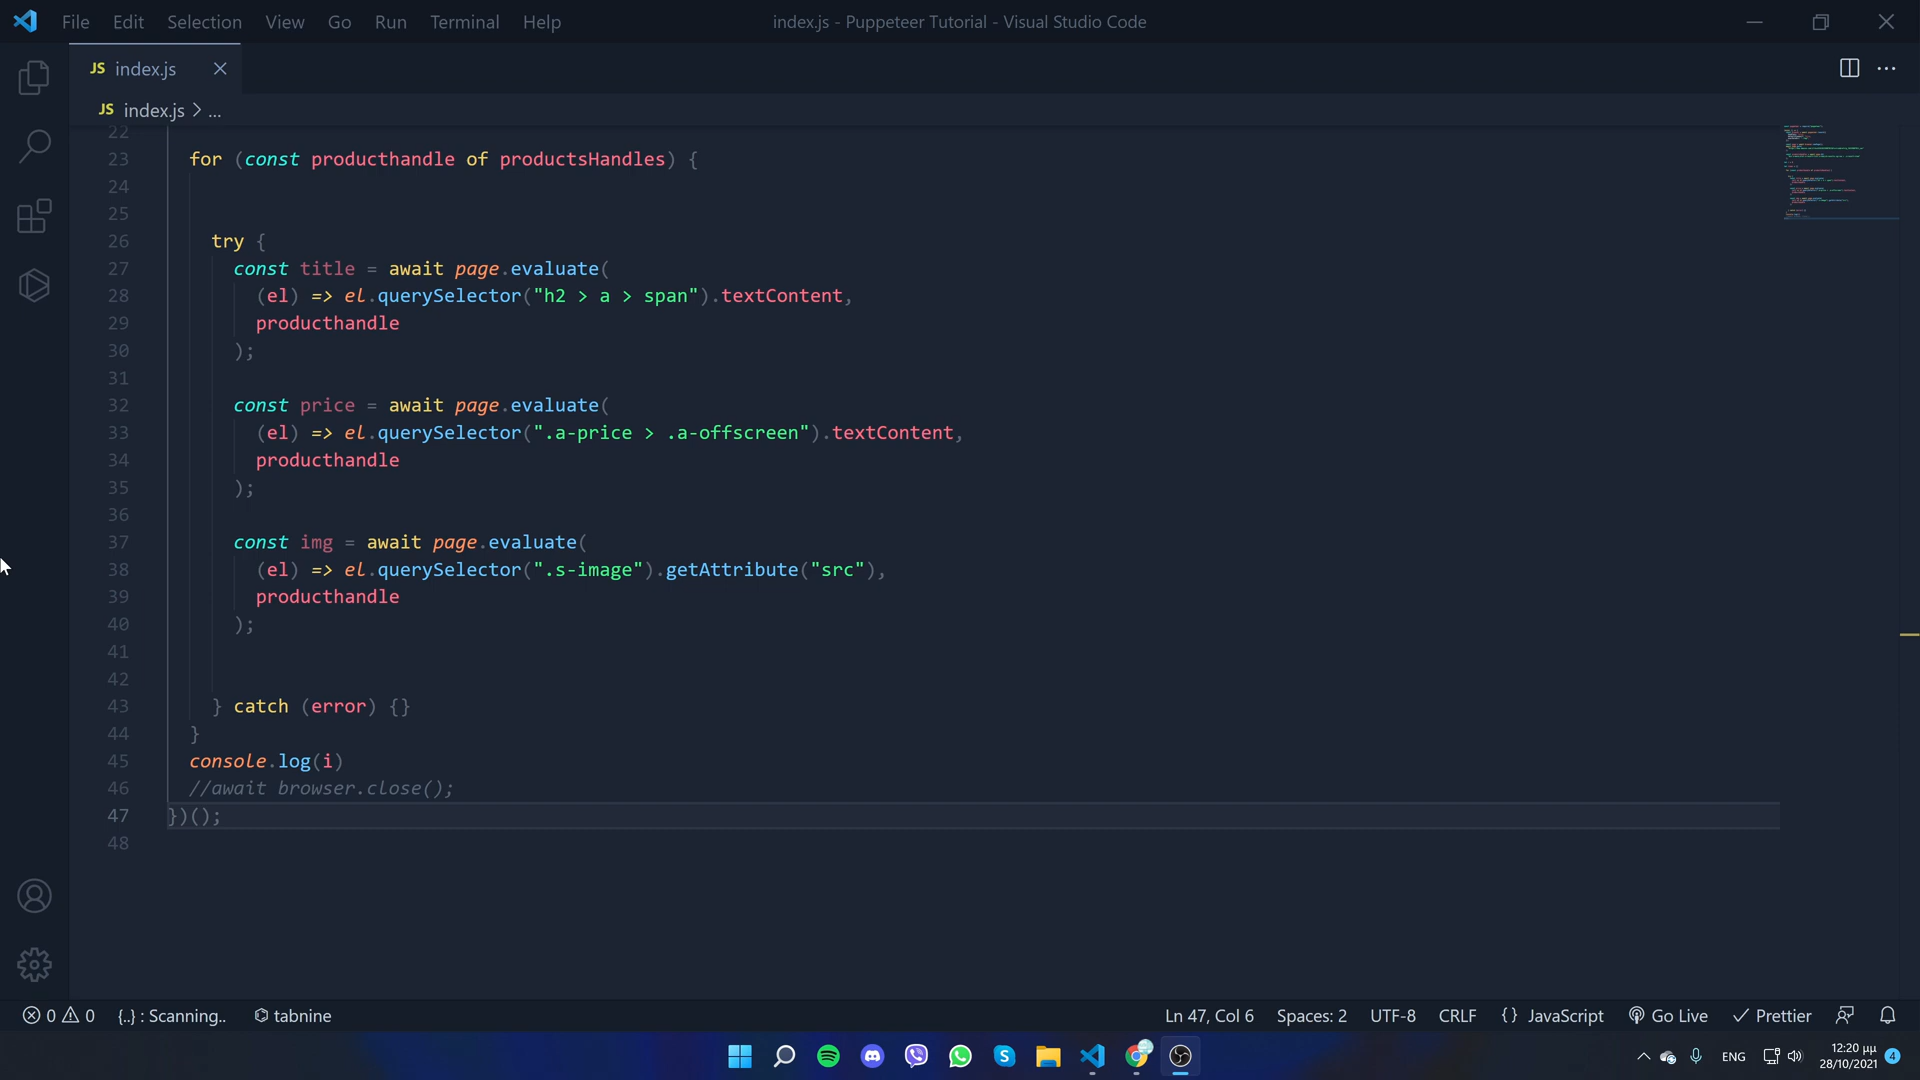 File Edit Selection View Go Run Terminal Help
index.js - Puppeteer Tutorial - Visual Studio Code
JS index.js
JS index.js > ...
22
23 for (const producthandle of productsHandles) {
24
25
26 try {
27 const title = await page.evaluate(
28 (el) => el.querySelector("h2 > a > span").textContent,
29 producthandle
30 );
31
32 const price = await page.evaluate(
33 (el) => el.querySelector(".a-price > .a-offscreen").textContent,
34 producthandle
35 );
36
37 const img = await page.evaluate(
38 (el) => el.querySelector(".s-image").getAttribute("src"),
39 producthandle
40 );
41
42
43 } catch (error) {}
44 }
45 console.log(i)
46 //await browser.close();
47 })();
48
0 0 {..} : Scanning.. tabnine
Ln 47, Col 6 Spaces: 2 UTF-8 CRLF {} JavaScript Go Live Prettier
ENG
12:20 μμ
28/10/2021
4